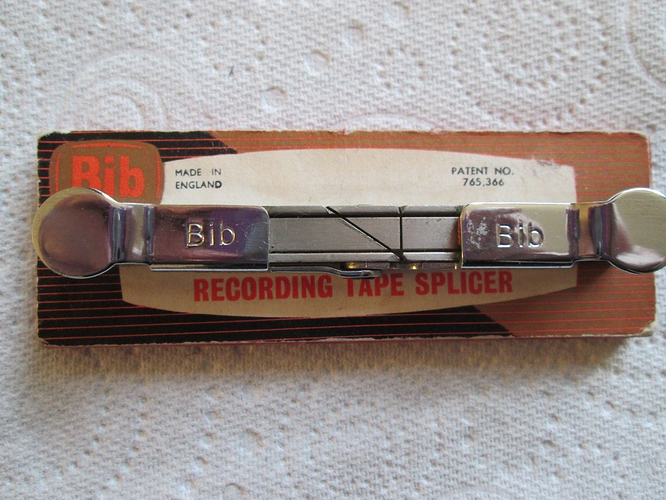 Bib
MADE IN
ENGLAND
PATENT NO.
765,366
Bib
Bib
RECORDING TAPE SPLICER